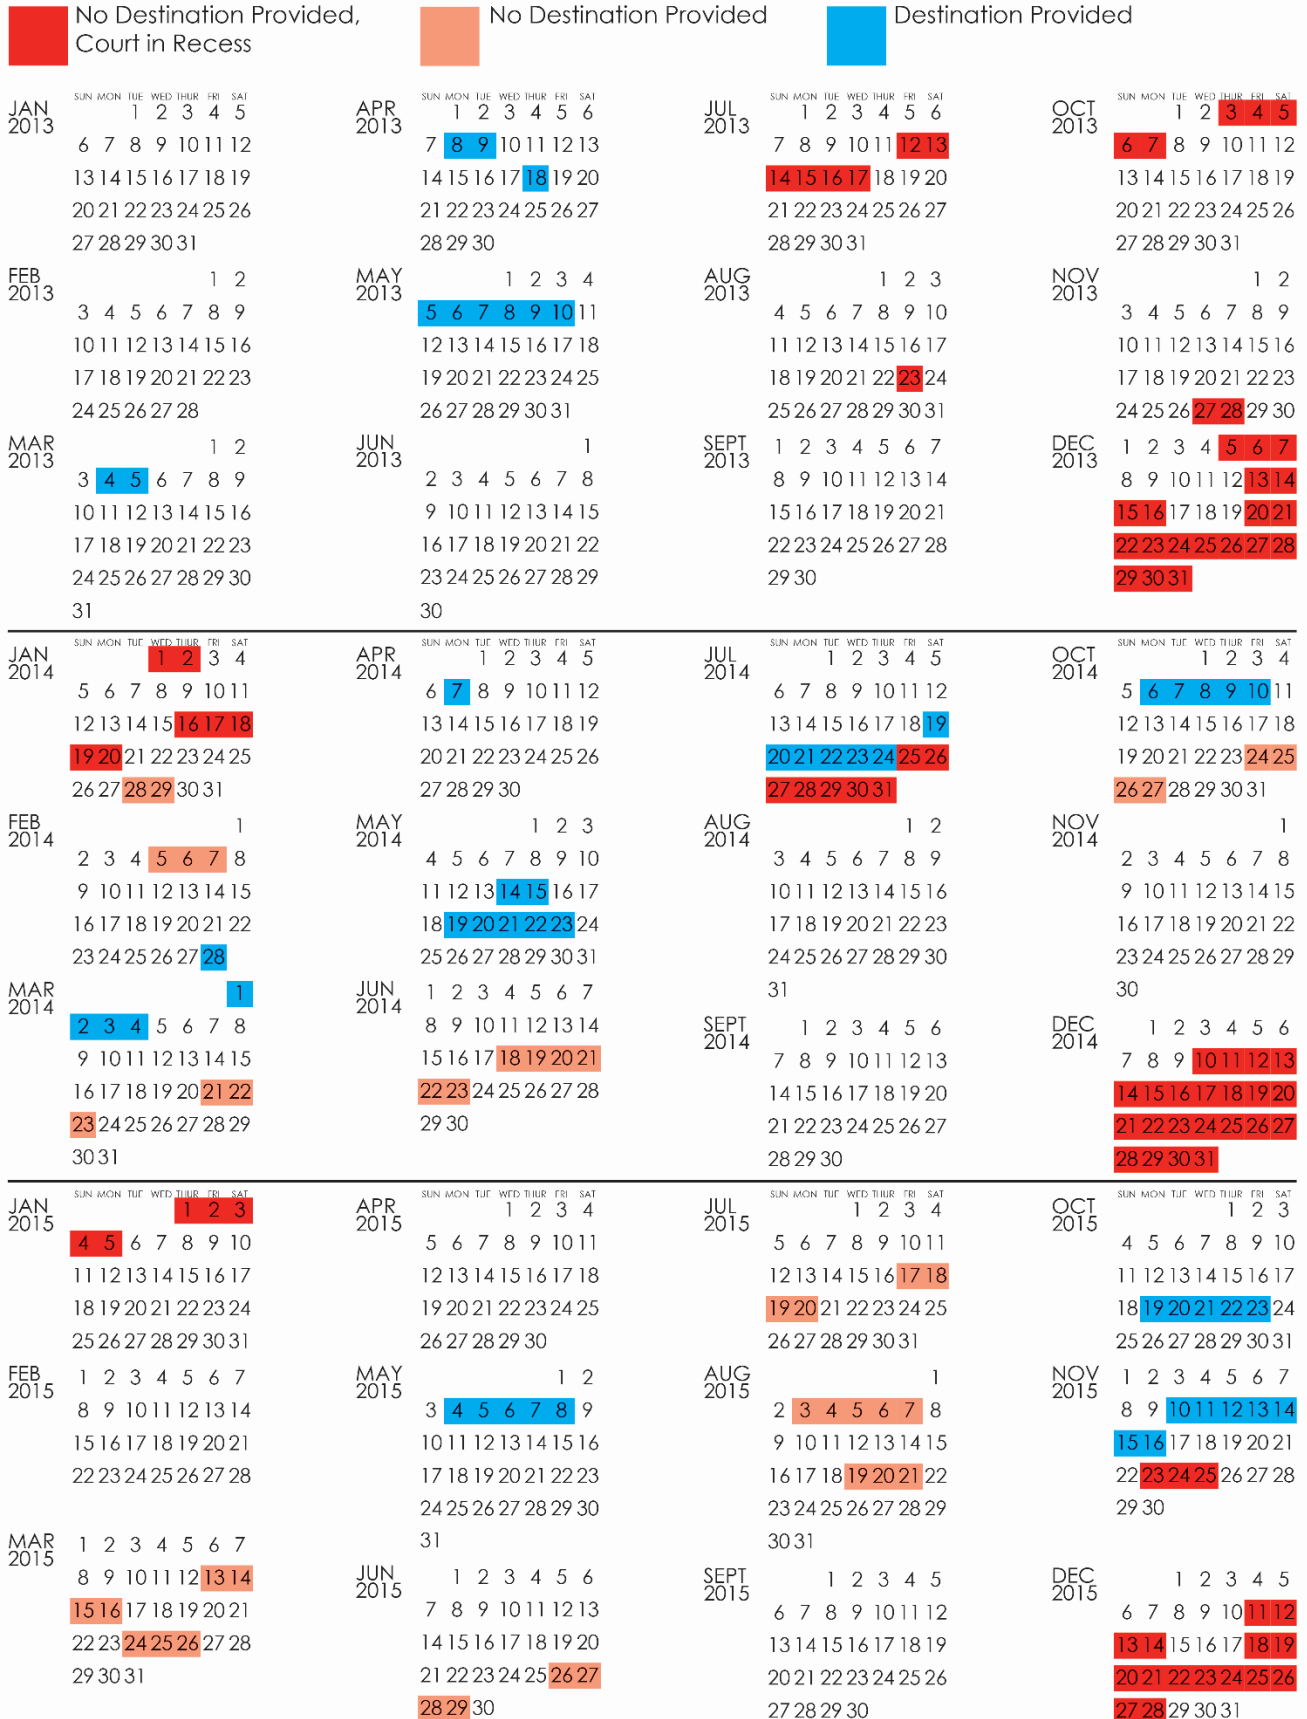 No Destination Provided,
Court in Recess
No Destination Provided
Destination Provided
JAN
2013
SUN MON TUE WED THUR FRI SAT
1 2 3 4 5
6 7 8 9 10 11 12
13 14 15 16 17 18 19
20 21 22 23 24 25 26
27 28 29 30 31
FEB
2013
1 2
3 4 5 6 7 8 9
10 11 12 13 14 15 16
17 18 19 20 21 22 23
24 25 26 27 28
MAR
2013
1 2
3 4 5 6 7 8 9
10 11 12 13 14 15 16
17 18 19 20 21 22 23
24 25 26 27 28 29 30
31
APR
2013
SUN MON TUE WED THUR FRI SAT
1 2 3 4 5 6
7 8 9 10 11 12 13
14 15 16 17 18 19 20
21 22 23 24 25 26 27
28 29 30
MAY
2013
1 2 3 4
5 6 7 8 9 10 11
12 13 14 15 16 17 18
19 20 21 22 23 24 25
26 27 28 29 30 31
JUN
2013
1
2 3 4 5 6 7 8
9 10 11 12 13 14 15
16 17 18 19 20 21 22
23 24 25 26 27 28 29
30
JUL
2013
SUN MON TUE WED THUR FRI SAT
1 2 3 4 5 6
7 8 9 10 11 12 13
14 15 16 17 18 19 20
21 22 23 24 25 26 27
28 29 30 31
AUG
2013
1 2 3
4 5 6 7 8 9 10
11 12 13 14 15 16 17
18 19 20 21 22 23 24
25 26 27 28 29 30 31
SEPT
2013
1 2 3 4 5 6 7
8 9 10 11 12 13 14
15 16 17 18 19 20 21
22 23 24 25 26 27 28
29 30
OCT
2013
SUN MON TUE WED THUR FRI SAT
1 2 3 4 5
6 7 8 9 10 11 12
13 14 15 16 17 18 19
20 21 22 23 24 25 26
27 28 29 30 31
NOV
2013
1 2
3 4 5 6 7 8 9
10 11 12 13 14 15 16
17 18 19 20 21 22 23
24 25 26 27 28 29 30
DEC
2013
1 2 3 4 5 6 7
8 9 10 11 12 13 14
15 16 17 18 19 20 21
22 23 24 25 26 27 28
29 30 31
JAN
2014
SUN MON TUE WED THUR FRI SAT
1 2 3 4
5 6 7 8 9 10 11
12 13 14 15 16 17 18
19 20 21 22 23 24 25
26 27 28 29 30 31
FEB
2014
1
2 3 4 5 6 7 8
9 10 11 12 13 14 15
16 17 18 19 20 21 22
23 24 25 26 27 28
MAR
2014
1
2 3 4 5 6 7 8
9 10 11 12 13 14 15
16 17 18 19 20 21 22
23 24 25 26 27 28 29
30 31
APR
2014
SUN MON TUE WED THUR FRI SAT
1 2 3 4 5
6 7 8 9 10 11 12
13 14 15 16 17 18 19
20 21 22 23 24 25 26
27 28 29 30
MAY
2014
1 2 3
4 5 6 7 8 9 10
11 12 13 14 15 16 17
18 19 20 21 22 23 24
25 26 27 28 29 30 31
JUN
2014
1 2 3 4 5 6 7
8 9 10 11 12 13 14
15 16 17 18 19 20 21
22 23 24 25 26 27 28
29 30
JUL
2014
SUN MON TUE WED THUR FRI SAT
1 2 3 4 5
6 7 8 9 10 11 12
13 14 15 16 17 18 19
20 21 22 23 24 25 26
27 28 29 30 31
AUG
2014
1 2
3 4 5 6 7 8 9
10 11 12 13 14 15 16
17 18 19 20 21 22 23
24 25 26 27 28 29 30
31
SEPT
2014
1 2 3 4 5 6
7 8 9 10 11 12 13
14 15 16 17 18 19 20
21 22 23 24 25 26 27
28 29 30
OCT
2014
SUN MON TUE WED THUR FRI SAT
1 2 3 4
5 6 7 8 9 10 11
12 13 14 15 16 17 18
19 20 21 22 23 24 25
26 27 28 29 30 31
NOV
2014
1
2 3 4 5 6 7 8
9 10 11 12 13 14 15
16 17 18 19 20 21 22
23 24 25 26 27 28 29
30
DEC
2014
1 2 3 4 5 6
7 8 9 10 11 12 13
14 15 16 17 18 19 20
21 22 23 24 25 26 27
28 29 30 31
JAN
2015
SUN MON TUE WED THUR FRI SAT
1 2 3
4 5 6 7 8 9 10
11 12 13 14 15 16 17
18 19 20 21 22 23 24
25 26 27 28 29 30 31
FEB
2015
1 2 3 4 5 6 7
8 9 10 11 12 13 14
15 16 17 18 19 20 21
22 23 24 25 26 27 28
MAR
2015
1 2 3 4 5 6 7
8 9 10 11 12 13 14
15 16 17 18 19 20 21
22 23 24 25 26 27 28
29 30 31
APR
2015
SUN MON TUE WED THUR FRI SAT
1 2 3 4
5 6 7 8 9 10 11
12 13 14 15 16 17 18
19 20 21 22 23 24 25
26 27 28 29 30
MAY
2015
1 2
3 4 5 6 7 8 9
10 11 12 13 14 15 16
17 18 19 20 21 22 23
24 25 26 27 28 29 30
31
JUN
2015
1 2 3 4 5 6
7 8 9 10 11 12 13
14 15 16 17 18 19 20
21 22 23 24 25 26 27
28 29 30
JUL
2015
SUN MON TUE WED THUR FRI SAT
1 2 3 4
5 6 7 8 9 10 11
12 13 14 15 16 17 18
19 20 21 22 23 24 25
26 27 28 29 30 31
AUG
2015
1
2 3 4 5 6 7 8
9 10 11 12 13 14 15
16 17 18 19 20 21 22
23 24 25 26 27 28 29
30 31
SEPT
2015
1 2 3 4 5
6 7 8 9 10 11 12
13 14 15 16 17 18 19
20 21 22 23 24 25 26
27 28 29 30
OCT
2015
SUN MON TUE WED THUR FRI SAT
1 2 3
4 5 6 7 8 9 10
11 12 13 14 15 16 17
18 19 20 21 22 23 24
25 26 27 28 29 30 31
NOV
2015
1 2 3 4 5 6 7
8 9 10 11 12 13 14
15 16 17 18 19 20 21
22 23 24 25 26 27 28
29 30
DEC
2015
1 2 3 4 5
6 7 8 9 10 11 12
13 14 15 16 17 18 19
20 21 22 23 24 25 26
27 28 29 30 31